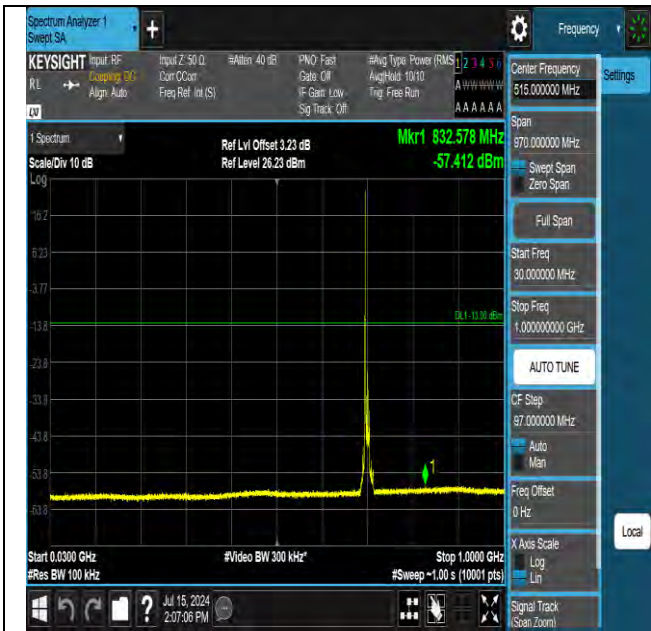 Spectrum Analyzer 1
Swept SA
+
Frequency
KEYSIGHT
RL
Input: RF
Coupling: DC
Align: Auto
Input Z: 50 Ω
Corr CCorr
Freq Ref: Int (S)
#Atten: 40 dB
PNO: Fast
Gate: Off
IF Gain: Low
Sig Track: Off
#Avg Type: Power (RMS
Avg|Hold: 10/10
Trig: Free Run
1 2 3 4 5 6
A W W W W W
A A A A A A
LXI
1 Spectrum
Scale/Div 10 dB
Log
Ref Lvl Offset 3.23 dB
Ref Level 26.23 dBm
Mkr1 832.578 MHz
-57.412 dBm
16.2
6.23
-3.77
-13.8
-23.8
-33.8
-43.8
-53.8
-63.8
DL1 -13.00 dBm
1
Start 0.0300 GHz
#Res BW 100 kHz
#Video BW 300 kHz*
Stop 1.0000 GHz
#Sweep ~1.00 s (10001 pts)
?
Jul 15, 2024
2:07:06 PM
Center Frequency
515.000000 MHz
Settings
Span
970.000000 MHz
Swept Span
Zero Span
Full Span
Start Freq
30.000000 MHz
Stop Freq
1.000000000 GHz
AUTO TUNE
CF Step
97.000000 MHz
Auto
Man
Freq Offset
0 Hz
X Axis Scale
Log
Lin
Local
Signal Track
(Span Zoom)